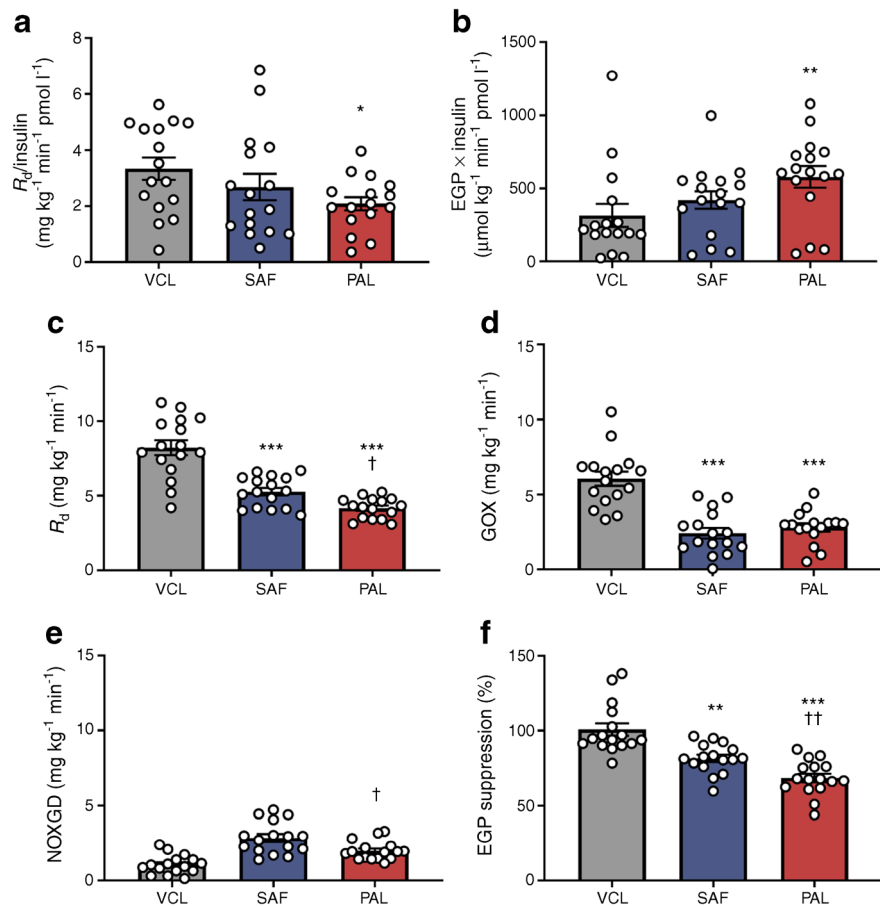 a
R_d/insulin
(mg kg⁻¹ min⁻¹ pmol l⁻¹)
8
6
4
2
0
*
VCL SAF PAL
b
EGP × insulin
(µmol kg⁻¹ min⁻¹ pmol l⁻¹)
1500
1000
500
0
**
VCL SAF PAL
c
R_d (mg kg⁻¹ min⁻¹)
15
10
5
0
***
***
†
VCL SAF PAL
d
GOX (mg kg⁻¹ min⁻¹)
15
10
5
0
***
***
VCL SAF PAL
e
NOXGD (mg kg⁻¹ min⁻¹)
15
10
5
0
†
VCL SAF PAL
f
EGP suppression (%)
150
100
50
0
**
***
††
VCL SAF PAL